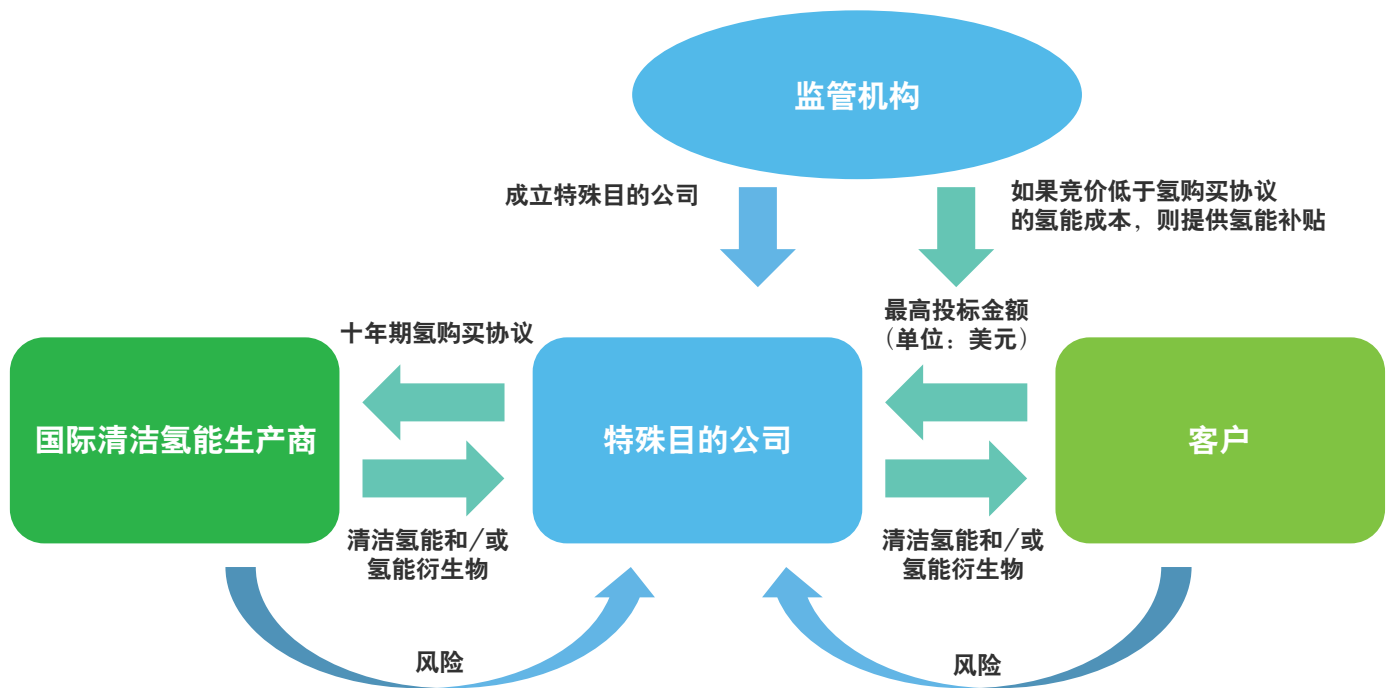 监管机构
成立特殊目的公司
如果竞价低于氢购买协议
的氢能成本，则提供氢能补贴
十年期氢购买协议
最高投标金额
（单位：美元）
国际清洁氢能生产商
特殊目的公司
客户
清洁氢能和/或
氢能衍生物
清洁氢能和/或
氢能衍生物
风险
风险